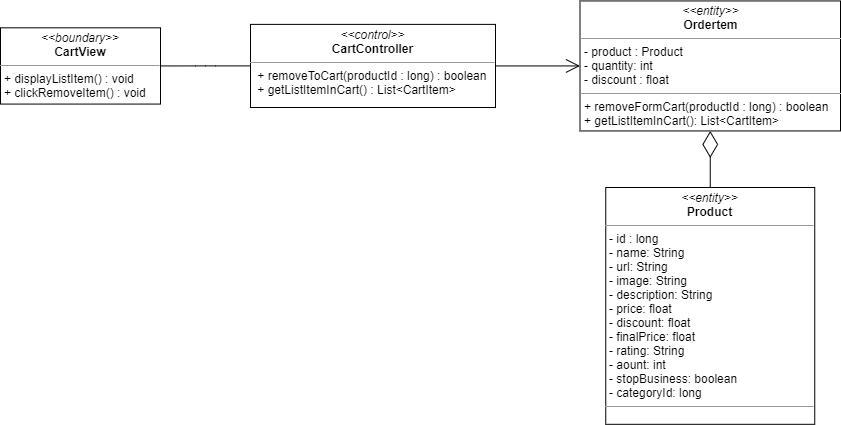 <<boundary>>
CartView
+ displayListItem() : void
+ clickRemoveItem() : void
<<control>>
CartController
+ removeToCart(productId : long) : boolean
+ getListItemInCart() : List<CartItem>
<<entity>>
Ordertem
- product : Product
- quantity: int
- discount : float
+ removeFormCart(productId : long) : boolean
+ getListItemInCart(): List<CartItem>
<<entity>>
Product
- id : long
- name: String
- url: String
- image: String
- description: String
- price: float
- discount: float
- finalPrice: float
- rating: String
- aount: int
- stopBusiness: boolean
- categoryId: long